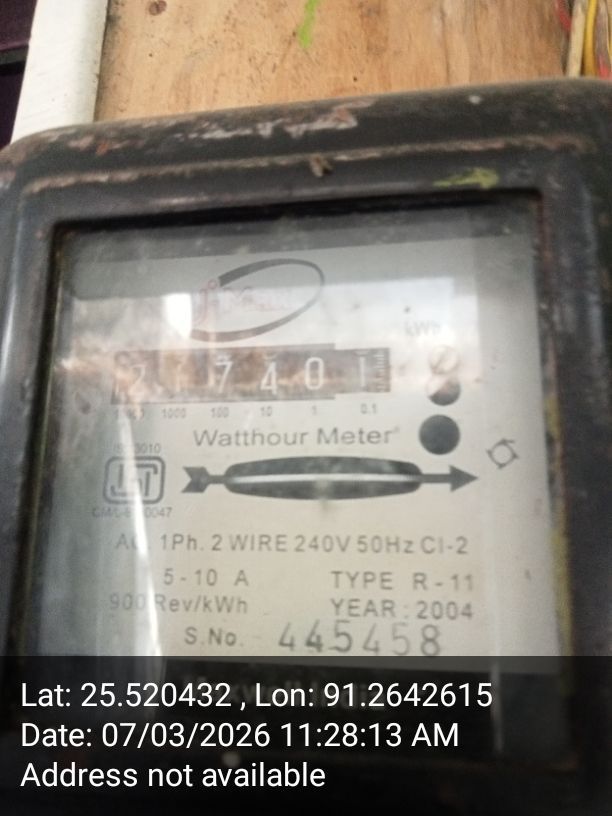 kWh
2 1 7 4 0 1
1000 100 10 1 0.1
Watthour Meter
AC. 1Ph. 2 WIRE 240V 50Hz Cl-2
5-10 A TYPE R-11
900 Rev/kWh YEAR: 2004
S.No. 445458
Lat: 25.520432 , Lon: 91.2642615
Date: 07/03/2026 11:28:13 AM
Address not available